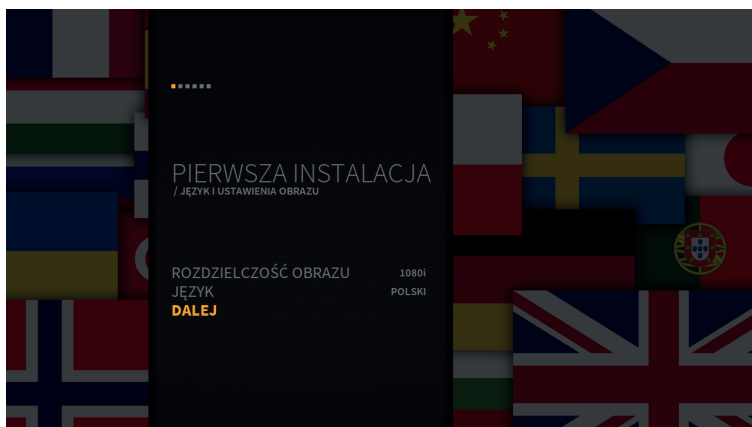 PIERWSZA INSTALACJA
/ JĘZYK I USTAWIENIA OBRAZU
ROZDZIELCZOŚĆ OBRAZU 1080i
JĘZYK POLSKI
DALEJ